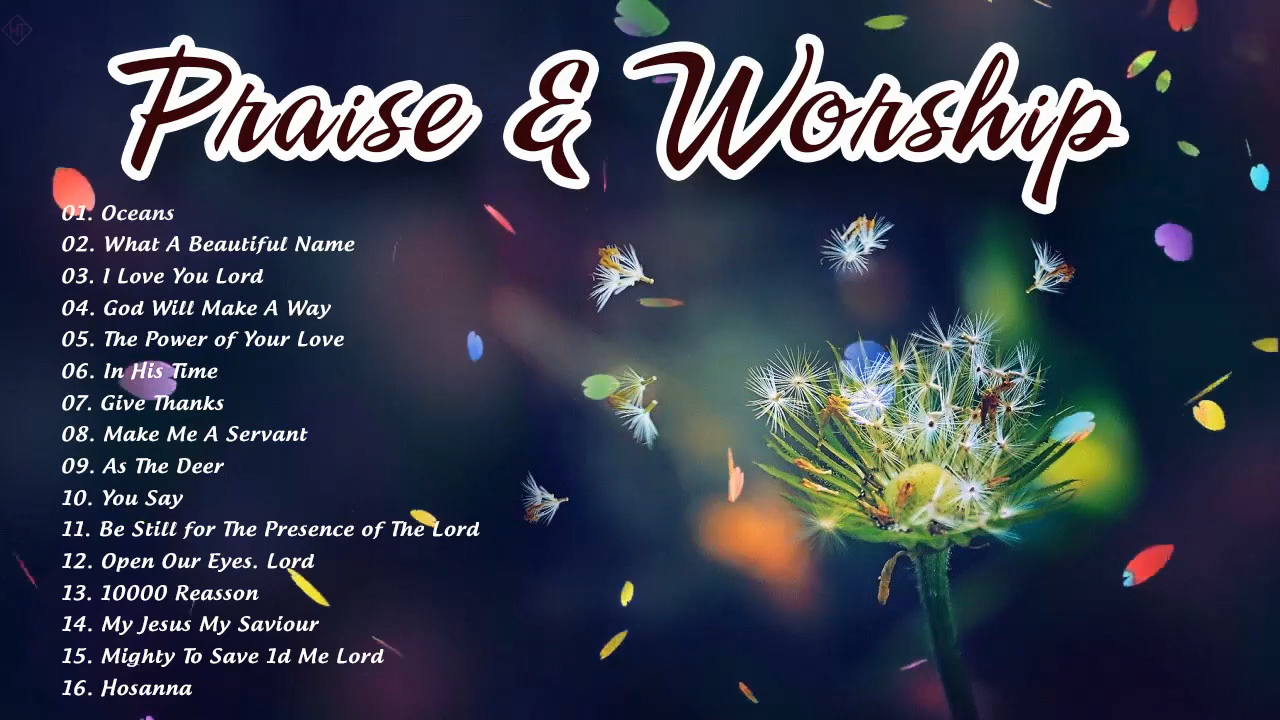 Praise & Worship
01. Oceans
02. What A Beautiful Name
03. I Love You Lord
04. God Will Make A Way
05. The Power of Your Love
06. In His Time
07. Give Thanks
08. Make Me A Servant
09. As The Deer
10. You Say
11. Be Still for The Presence of The Lord
12. Open Our Eyes. Lord
13. 10000 Reasson
14. My Jesus My Saviour
15. Mighty To Save 1d Me Lord
16. Hosanna